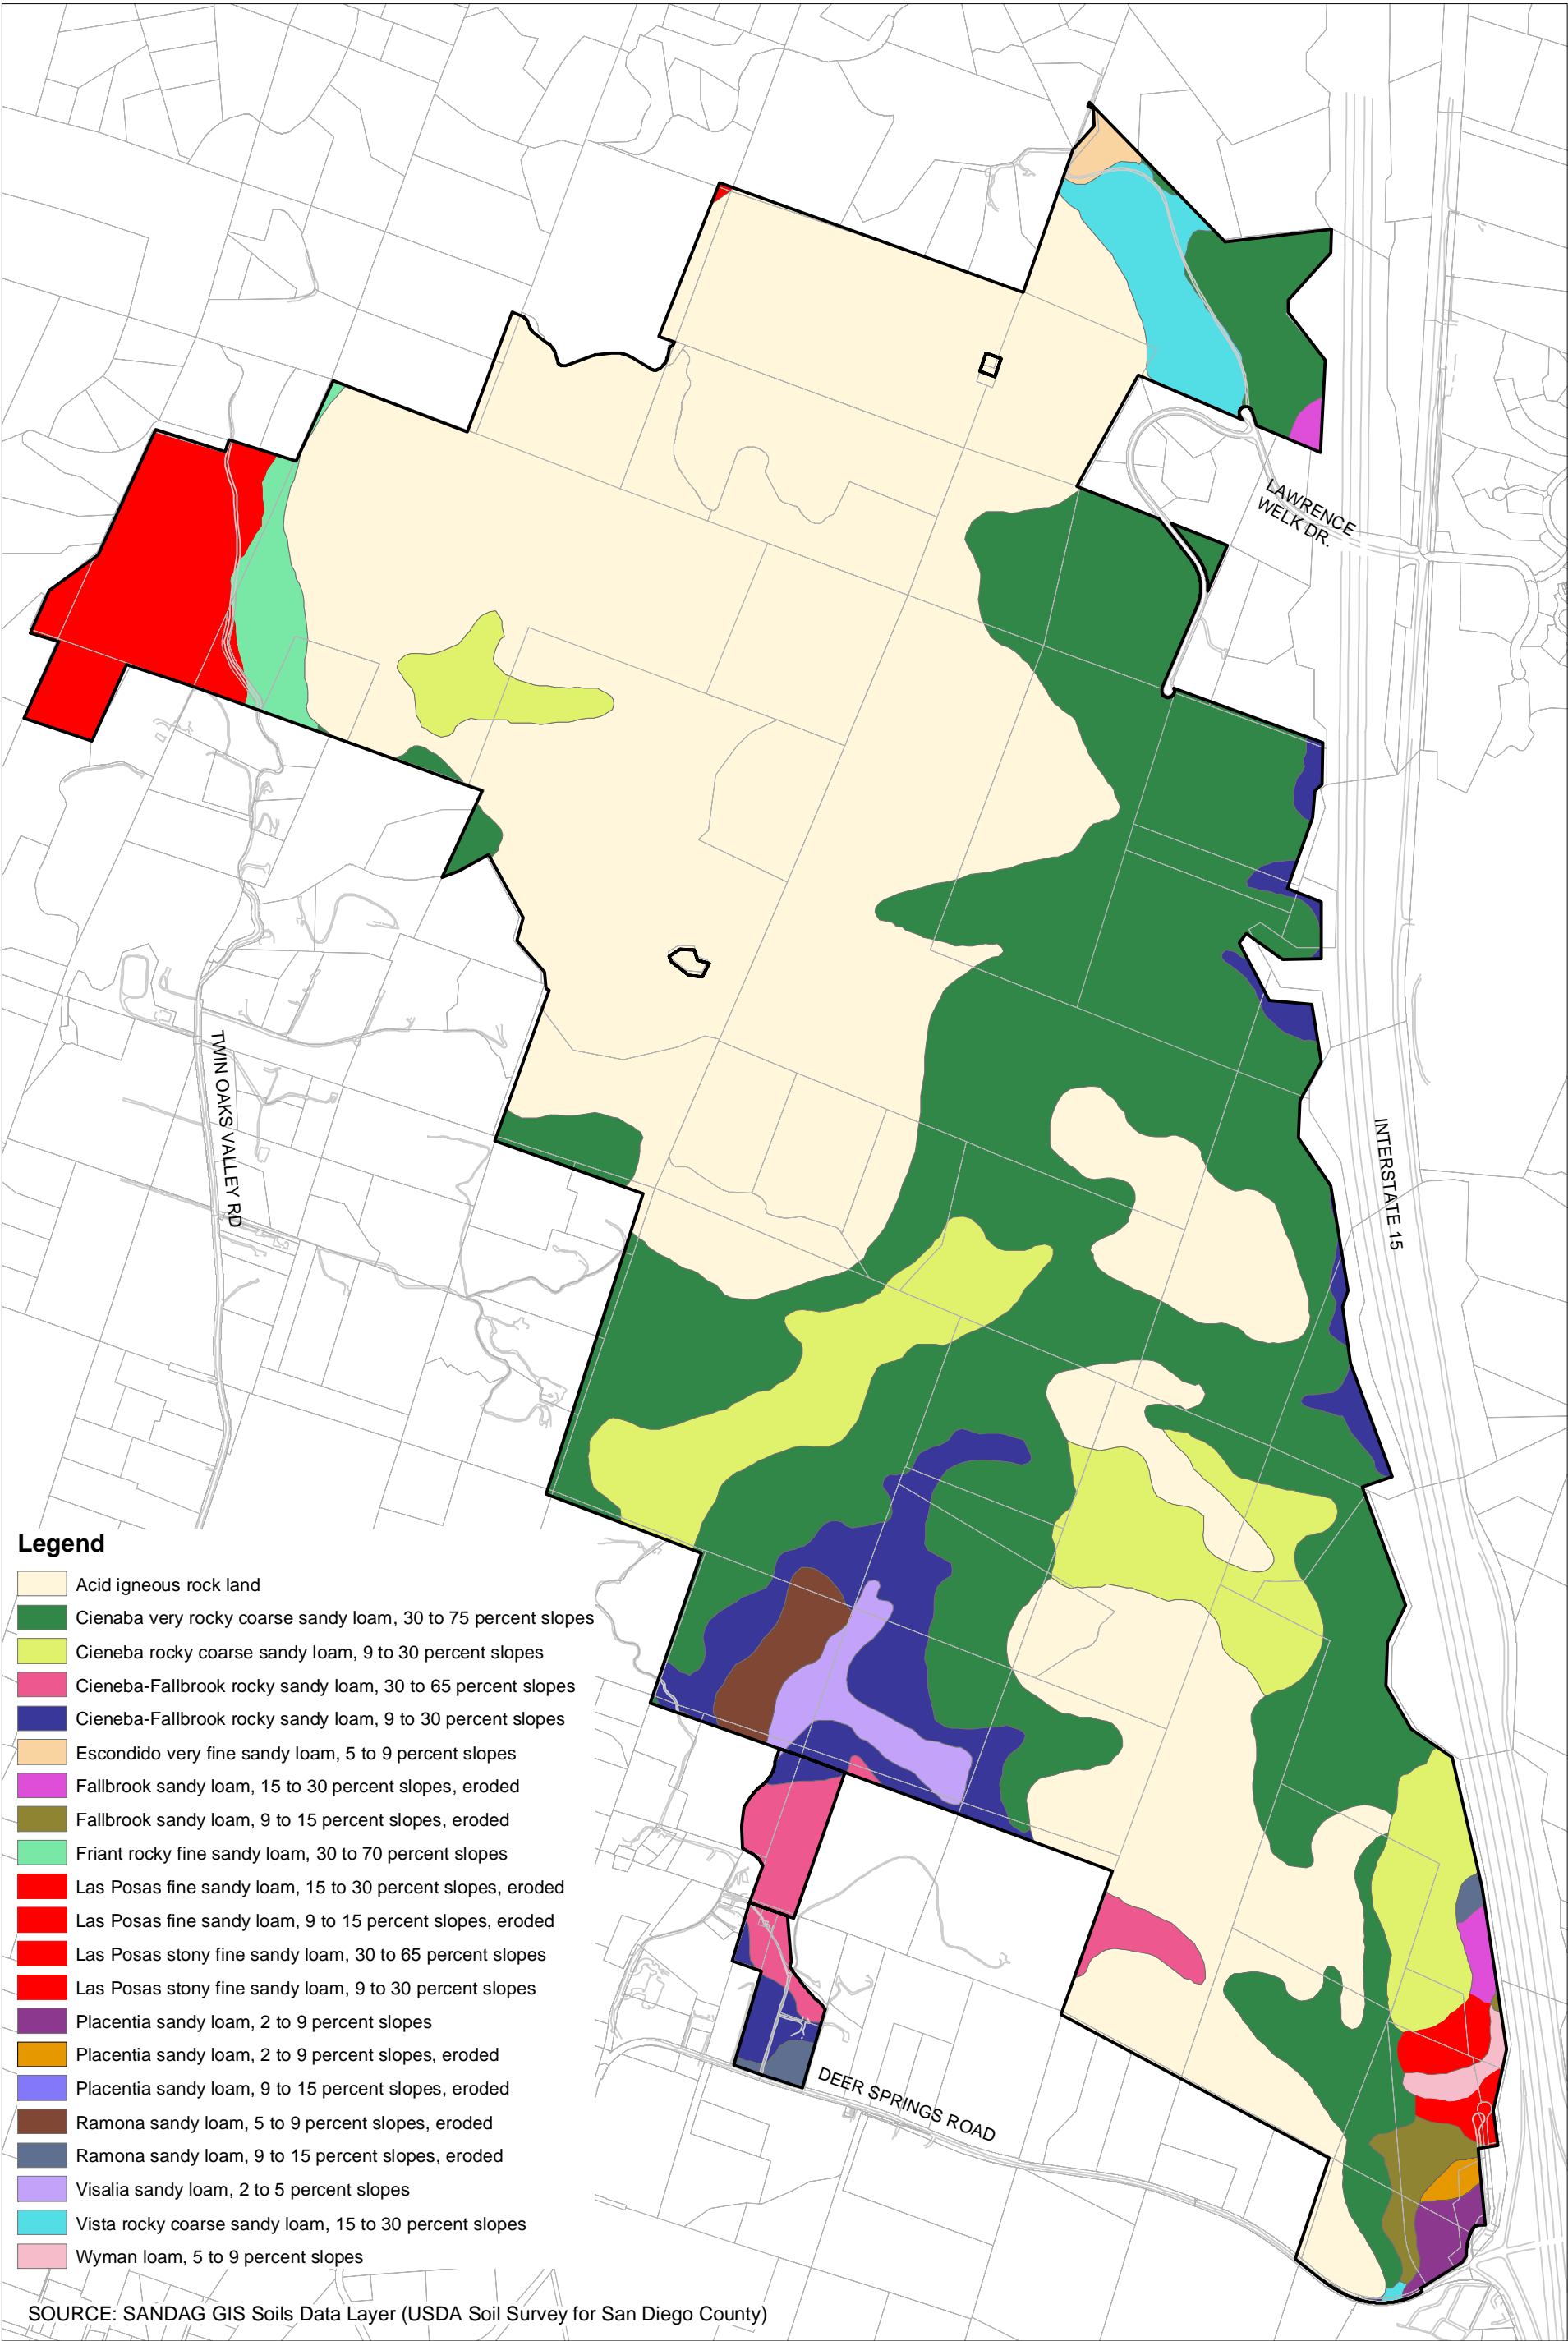 LAWRENCE
WELK DR.
TWIN OAKS VALLEY RD
INTERSTATE 15
DEER SPRINGS ROAD
Legend
Acid igneous rock land
Cienaba very rocky coarse sandy loam, 30 to 75 percent slopes
Cieneba rocky coarse sandy loam, 9 to 30 percent slopes
Cieneba-Fallbrook rocky sandy loam, 30 to 65 percent slopes
Cieneba-Fallbrook rocky sandy loam, 9 to 30 percent slopes
Escondido very fine sandy loam, 5 to 9 percent slopes
Fallbrook sandy loam, 15 to 30 percent slopes, eroded
Fallbrook sandy loam, 9 to 15 percent slopes, eroded
Friant rocky fine sandy loam, 30 to 70 percent slopes
Las Posas fine sandy loam, 15 to 30 percent slopes, eroded
Las Posas fine sandy loam, 9 to 15 percent slopes, eroded
Las Posas stony fine sandy loam, 30 to 65 percent slopes
Las Posas stony fine sandy loam, 9 to 30 percent slopes
Placentia sandy loam, 2 to 9 percent slopes
Placentia sandy loam, 2 to 9 percent slopes, eroded
Placentia sandy loam, 9 to 15 percent slopes, eroded
Ramona sandy loam, 5 to 9 percent slopes, eroded
Ramona sandy loam, 9 to 15 percent slopes, eroded
Visalia sandy loam, 2 to 5 percent slopes
Vista rocky coarse sandy loam, 15 to 30 percent slopes
Wyman loam, 5 to 9 percent slopes
SOURCE: SANDAG GIS Soils Data Layer (USDA Soil Survey for San Diego County)